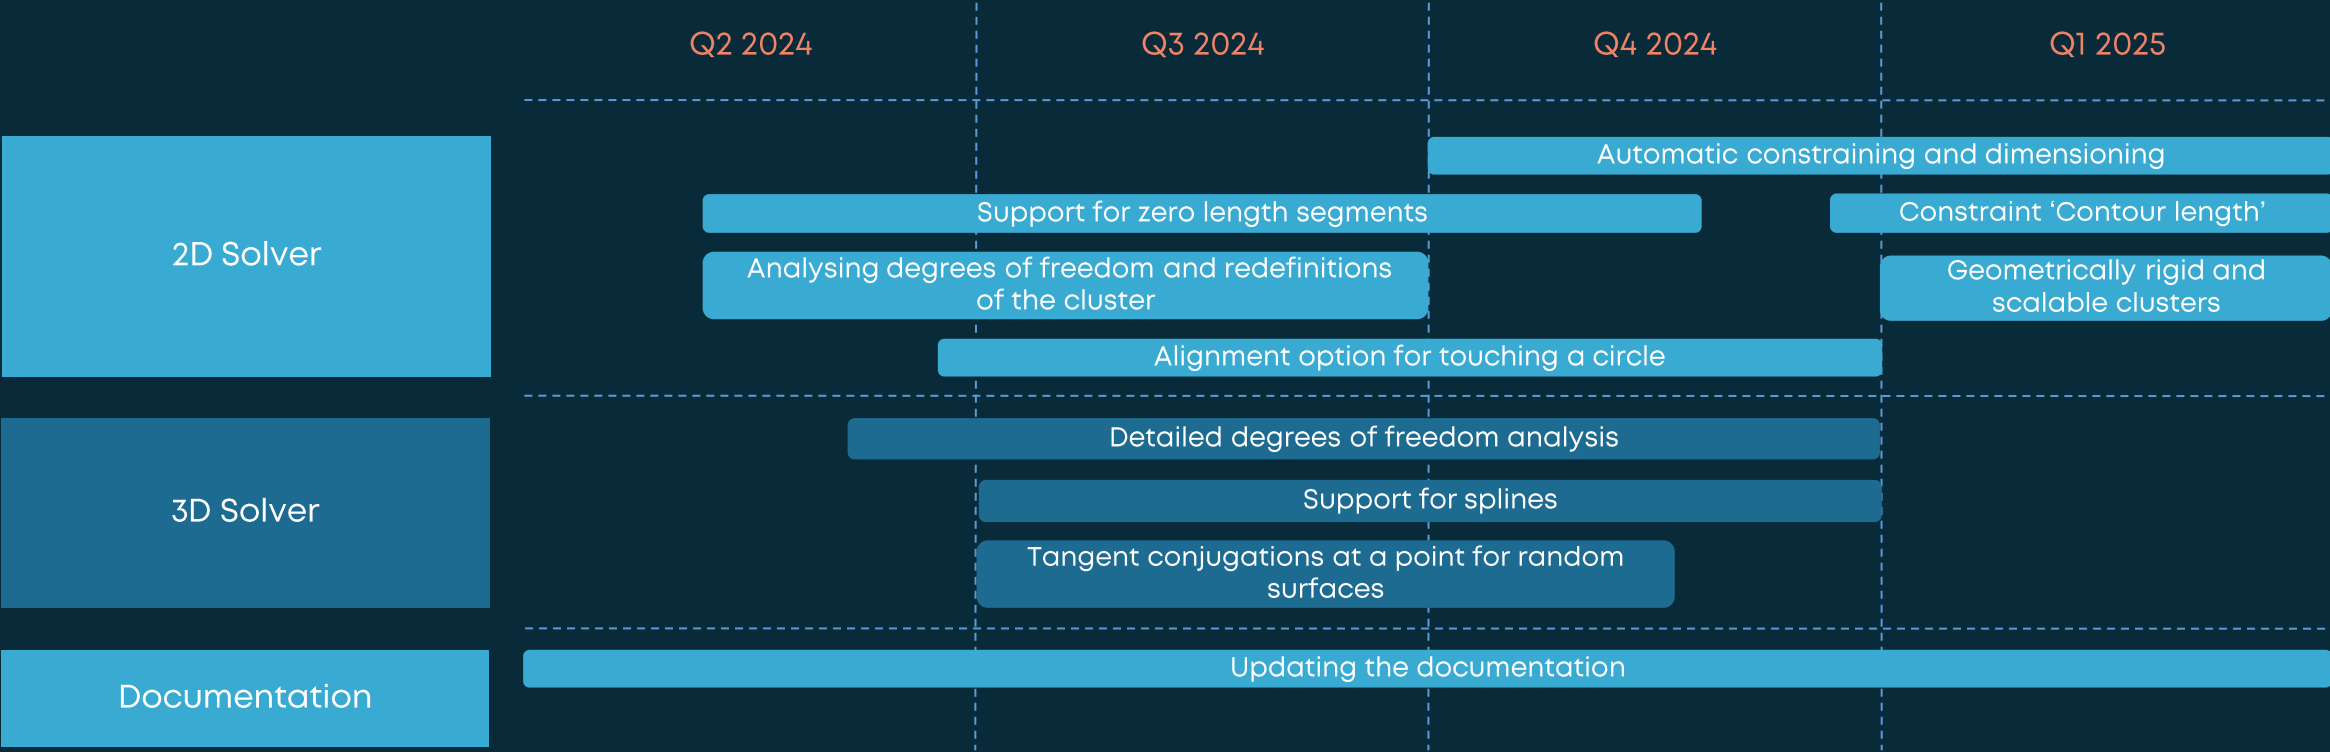 Q2 2024
Q3 2024
Q4 2024
Q1 2025
2D Solver
Automatic constraining and dimensioning
Support for zero length segments
Constraint ‘Contour length’
Analysing degrees of freedom and redefinitions
of the cluster
Geometrically rigid and
scalable clusters
Alignment option for touching a circle
3D Solver
Detailed degrees of freedom analysis
Support for splines
Tangent conjugations at a point for random
surfaces
Documentation
Updating the documentation